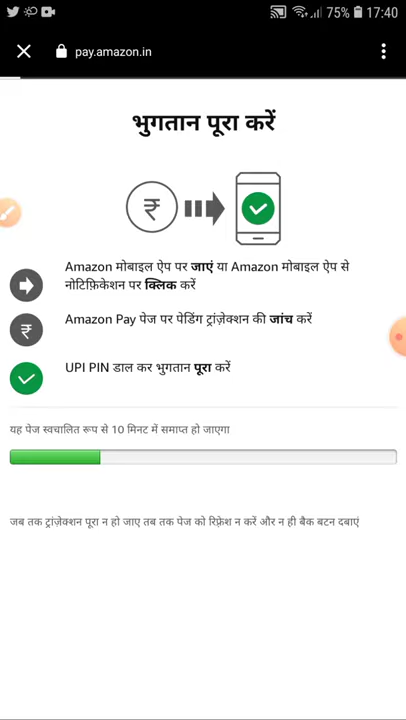 75% 17:40
pay.amazon.in
भुगतान पूरा करें
₹
Amazon मोबाइल ऐप पर जाएं या Amazon मोबाइल ऐप से
नोटिफ़िकेशन पर क्लिक करें
₹
Amazon Pay पेज पर पेंडिंग ट्रांज़ेक्शन की जांच करें
UPI PIN डाल कर भुगतान पूरा करें
यह पेज स्वचालित रूप से 10 मिनट में समाप्त हो जाएगा
जब तक ट्रांज़ेक्शन पूरा न हो जाए तब तक पेज को रिफ़्रेश न करें और न ही बैक बटन दबाएं